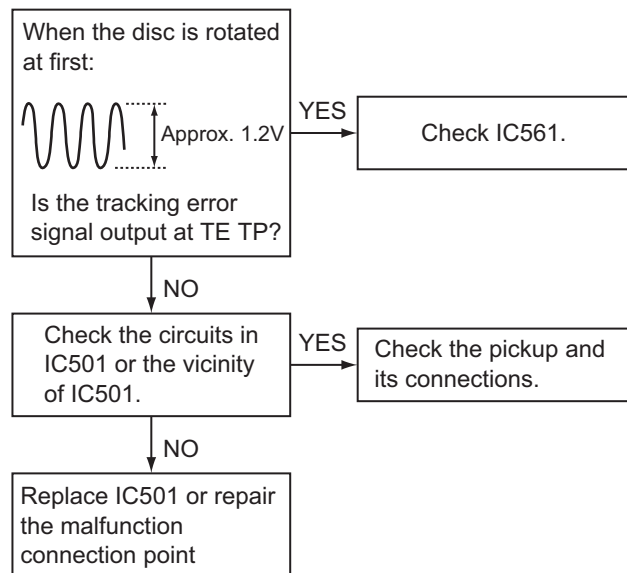 When the disc is rotated
at first:
Approx. 1.2V
Is the tracking error
signal output at TE TP?
YES
Check IC561.
NO
Check the circuits in
IC501 or the vicinity
of IC501.
YES
Check the pickup and
its connections.
NO
Replace IC501 or repair
the malfunction
connection point